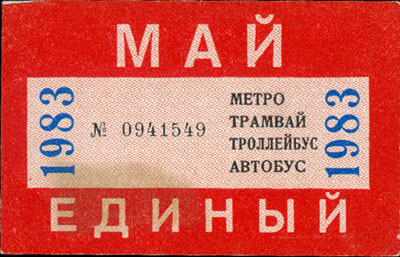 МАЙ
1983
№ 0941549
МЕТРО
ТРАМВАЙ
ТРОЛЛЕЙБУС
АВТОБУС
1983
ЕДИНЫЙ